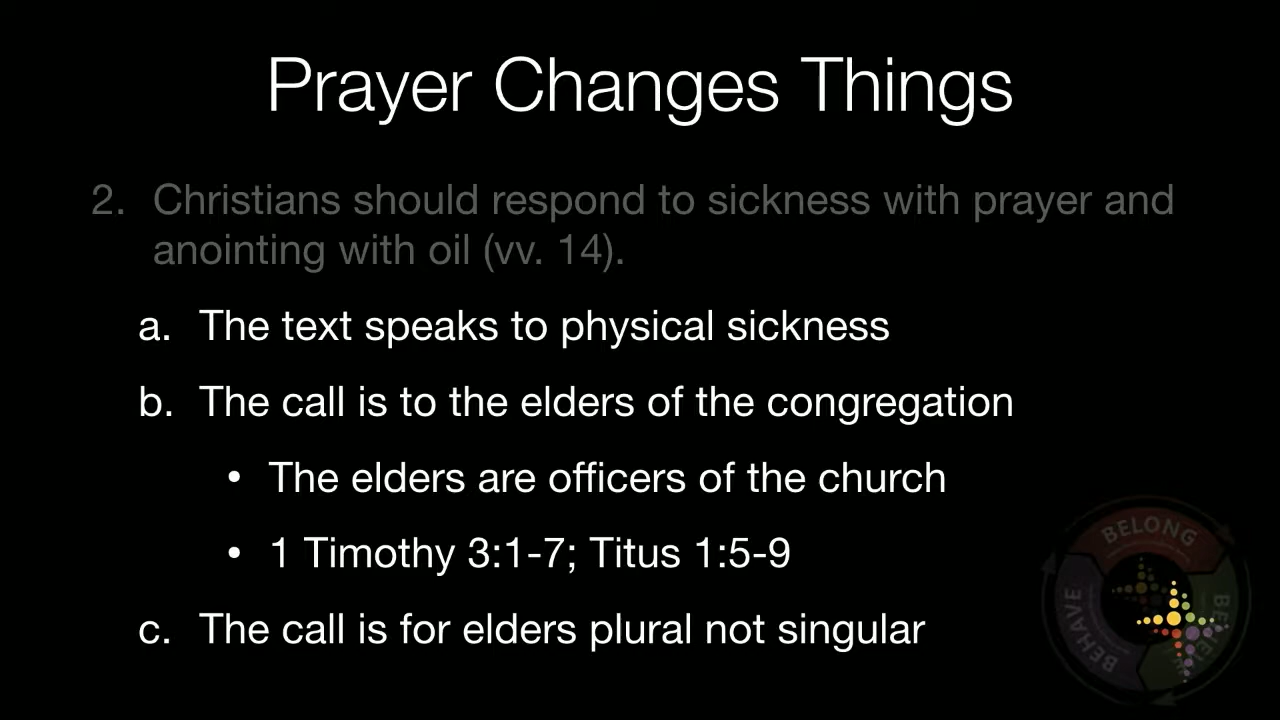 Prayer Changes Things
2. Christians should respond to sickness with prayer and
anointing with oil (vv. 14).
a. The text speaks to physical sickness
b. The call is to the elders of the congregation
• The elders are officers of the church
• 1 Timothy 3:1-7; Titus 1:5-9
c. The call is for elders plural not singular
BELONG
BEHAVE